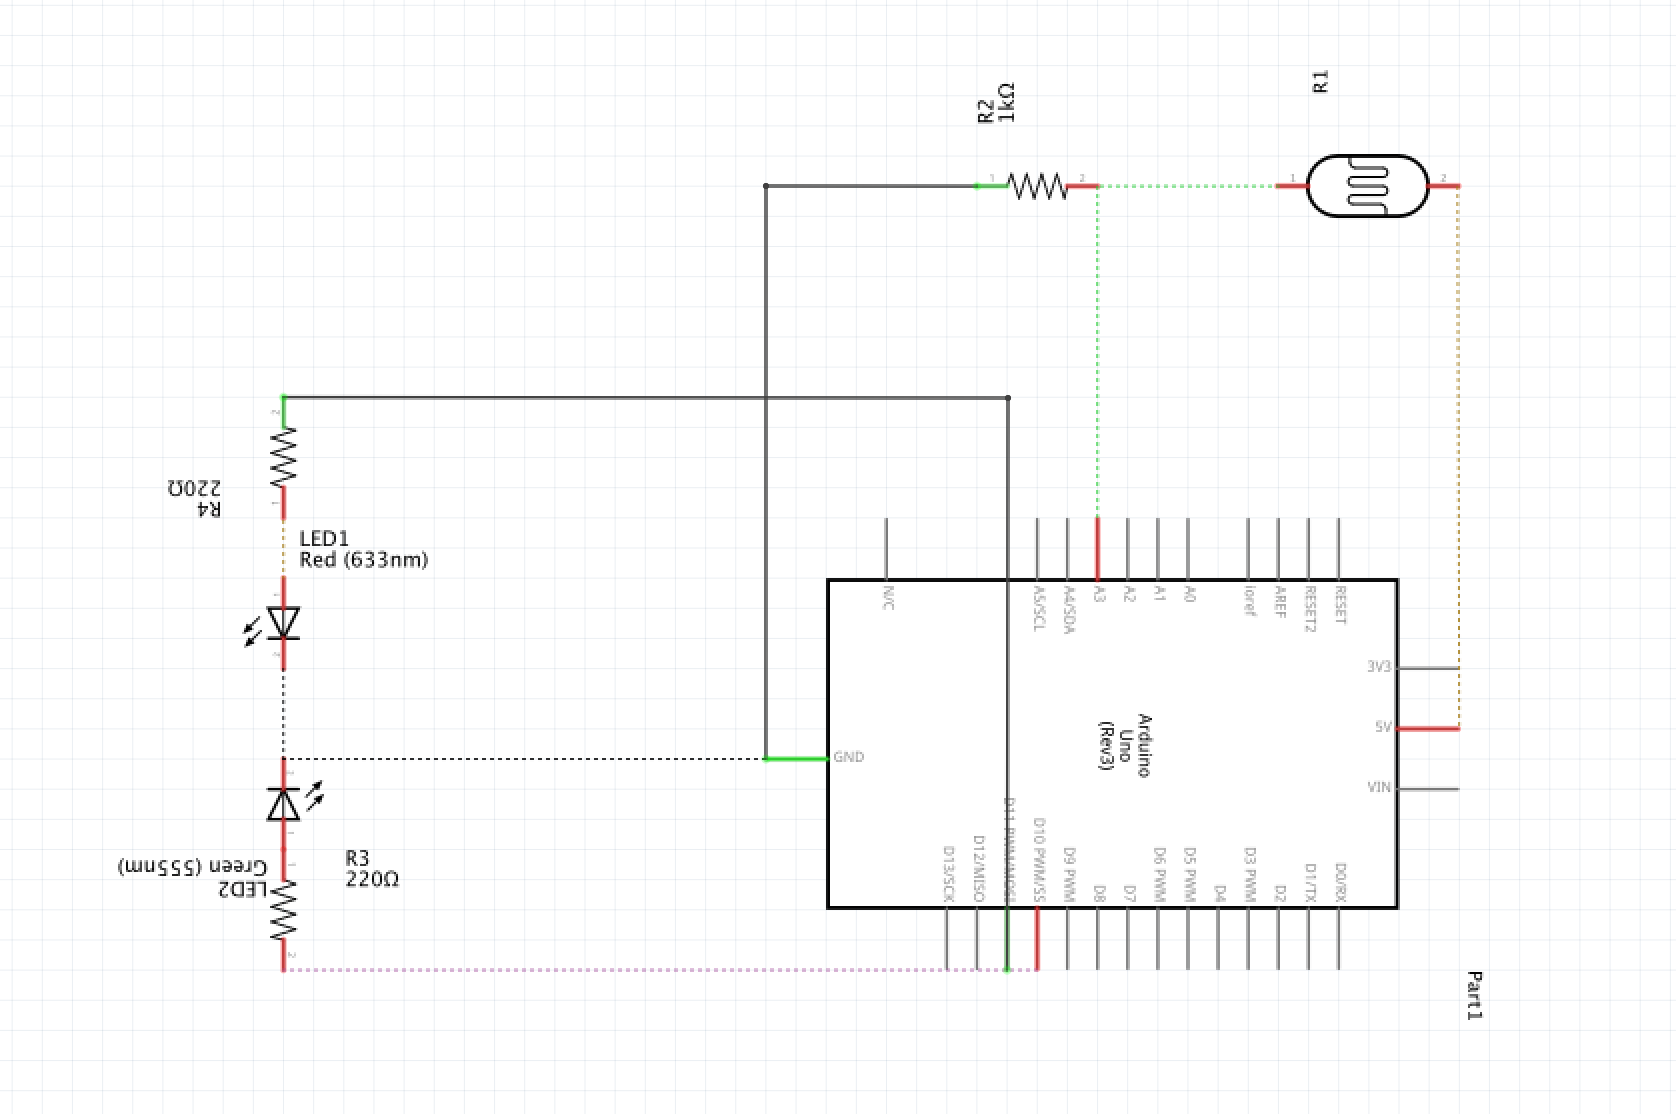 R1
R2
1kΩ
1
2
1
2
2
R4
220Ω
1
LED1
Red (633nm)
1
2
N/C
A5/SCL
A4/SDA
A3
A2
A1
A0
ioref
AREF
RESET2
RESET
3V3
5V
VIN
GND
Arduino
Uno
(Rev3)
2
1
LED2
Green (555nm)
R3
220Ω
1
2
D13/SCK
D12/MISO
D11 PWM/MOSI
D10 PWM/SS
D9 PWM
D8
D7
D6 PWM
D5 PWM
D4
D3 PWM
D2
D1/TX
D0/RX
Part1